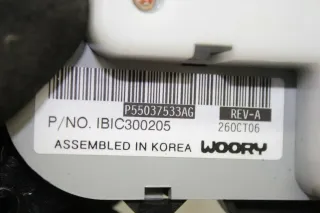 P55037533AG REV-A
P/NO. IBIC300205 26OCT06
ASSEMBLED IN KOREA WOORY